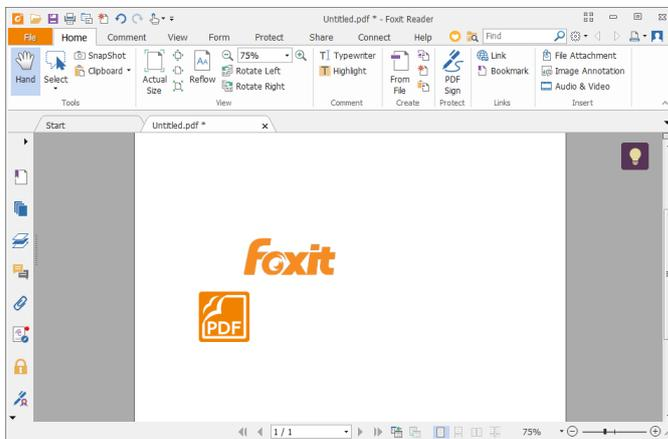 Untitled.pdf * - Foxit Reader
Find
File Home Comment View Form Protect Share Connect Help
Hand
Select
SnapShot
Clipboard
Actual Size
Reflow
75%
Rotate Left
Rotate Right
Typewriter
Highlight
From File
PDF Sign
Link
Bookmark
File Attachment
Image Annotation
Audio & Video
Tools View Comment Create Protect Links Insert
Start Untitled.pdf *
foxit
PDF
1 / 1
75%